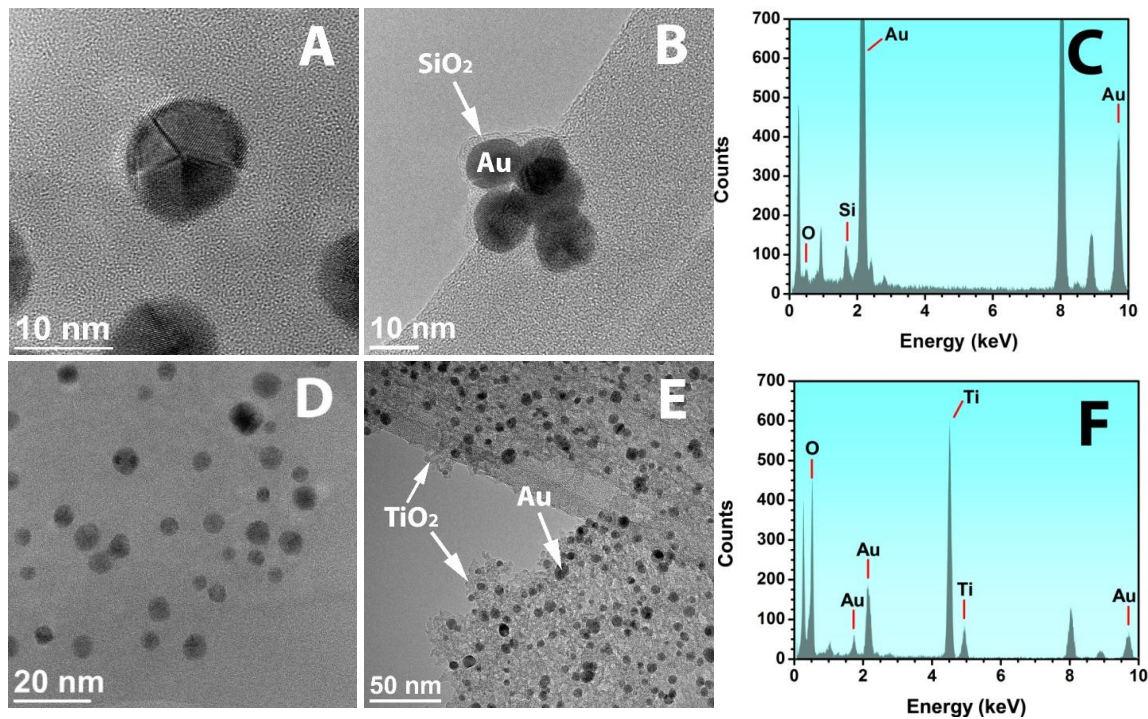 A
10 nm
B
SiO₂
Au
10 nm
C
700
600
500
400
300
200
100
0
Counts
O
Si
Au
Au
0 2 4 6 8 10
Energy (keV)
D
20 nm
E
TiO₂
Au
50 nm
F
700
600
500
400
300
200
100
0
Counts
O
Au
Au
Ti
Ti
Au
0 2 4 6 8 10
Energy (keV)